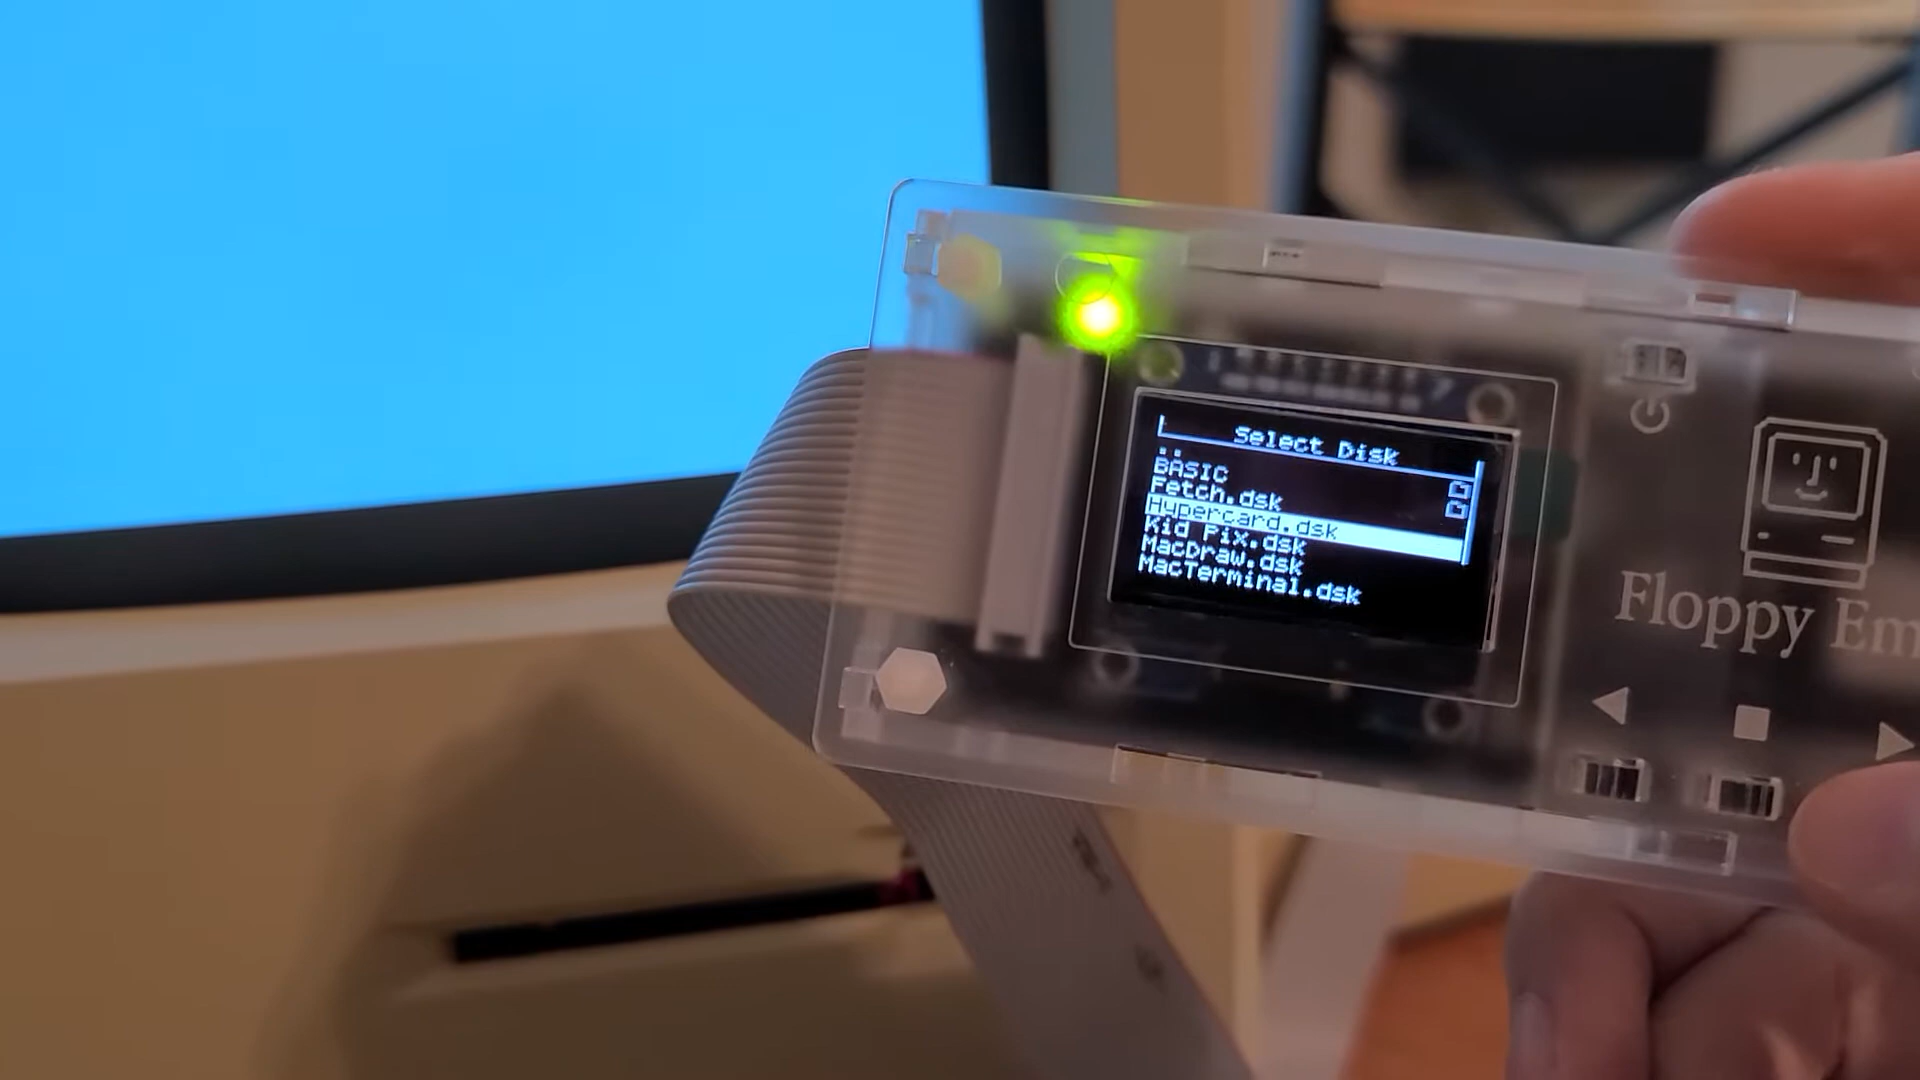 Select Disk
..
BASIC
Fetch.dsk
Hypercard.dsk
Kid Pix.dsk
MacDraw.dsk
MacTerminal.dsk
Floppy Em